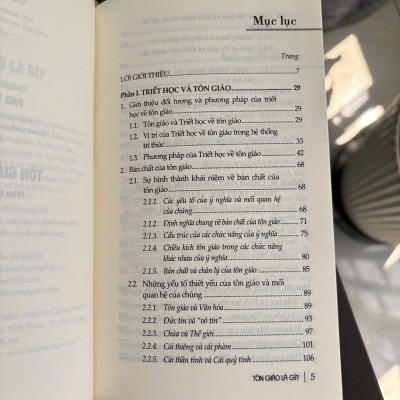 Mục lục
Trang
LỜI GIỚI THIỆU 7
Phần I. TRIẾT HỌC VÀ TÔN GIÁO 29
1. Giới thiệu đối tượng và phương pháp của triết
học về tôn giáo 29
1.1. Tôn giáo và Triết học về tôn giáo 29
1.2. Vị trí của Triết học về tôn giáo trong hệ thống
tri thức 33
1.3. Phương pháp của Triết học về tôn giáo 42
2. Bản chất của tôn giáo 68
2.1. Sự hình thành khái niệm về bản chất của
tôn giáo 68
2.1.1. Các yếu tố của ý nghĩa và mối quan hệ
của chúng 68
2.1.2. Định nghĩa chung về bản chất của tôn giáo 71
2.1.3. Cấu trúc của các chức năng của ý nghĩa 75
2.1.4. Chiều kích tôn giáo trong các chức năng
khác nhau của ý nghĩa 80
2.1.5. Bản chất và chân lý của tôn giáo 85
2.2. Những yếu tố thiết yếu của tôn giáo và mối
quan hệ của chúng 89
2.2.1. Tôn giáo và Văn hóa 89
2.2.2. Đức tin và "vô tín" 93
2.2.3. Chúa và Thế giới 97
2.2.4. Cái thiêng và cái phàm 101
2.2.5. Cái thần tính và Cái quỷ tính 106
TÔN GIÁO LÀ GÌ? | 5